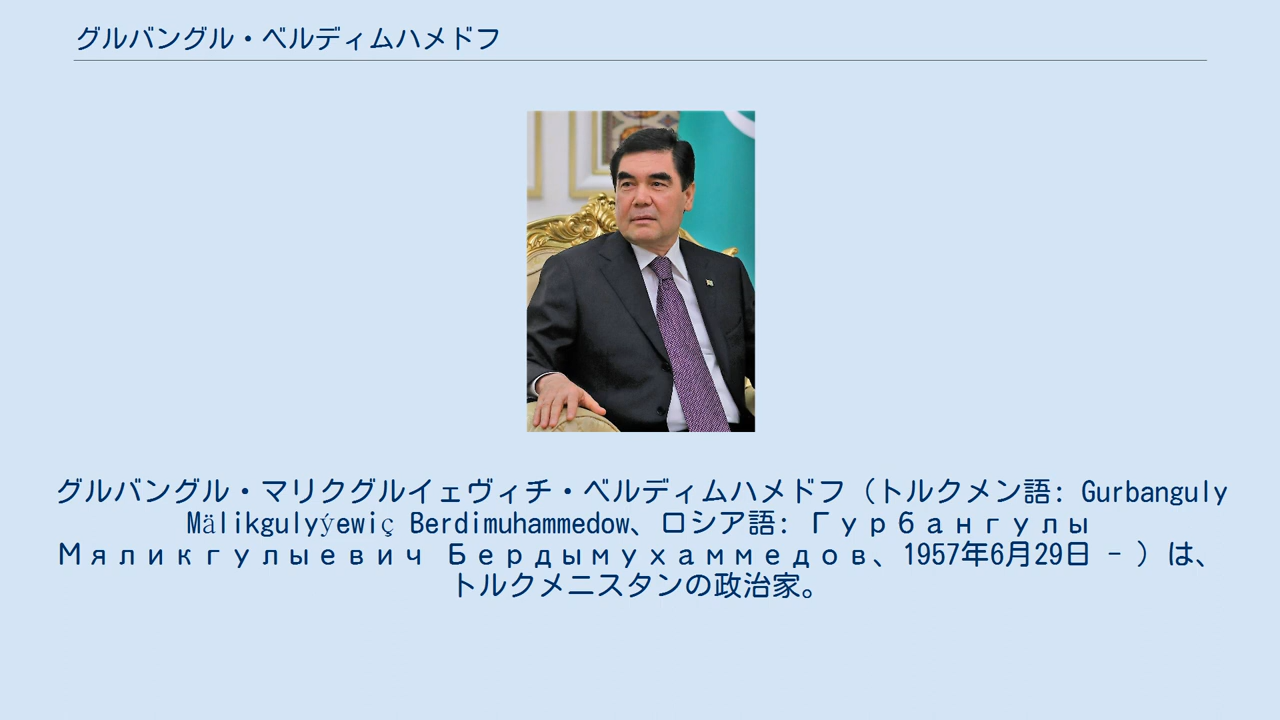 グルバングル・ベルディムハメドフ
グルバングル・マリクグルイェヴィチ・ベルディムハメドフ（トルクメン語: Gurbanguly
Mälikgulyýewiç Berdimuhammedow、ロシア語: Гурбангулы
Мяликгулыевич Бердымухаммедов、1957年6月29日 - ）は、
トルクメニスタンの政治家。